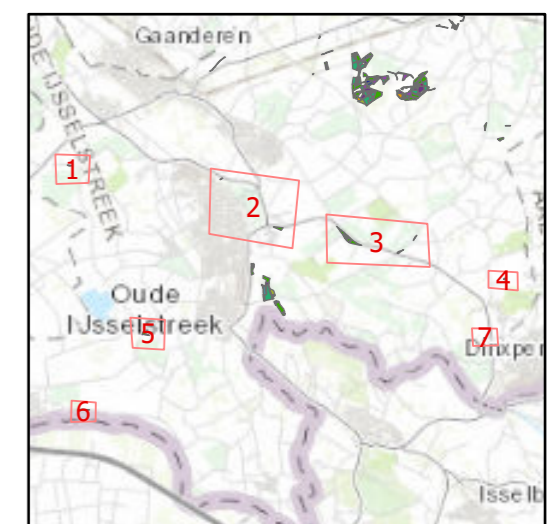 Gaanderen
DE IJSSELSTREEK
1
2
3
4
Oude
IJsselstreek
5
7
Dinxper
6
Isselb